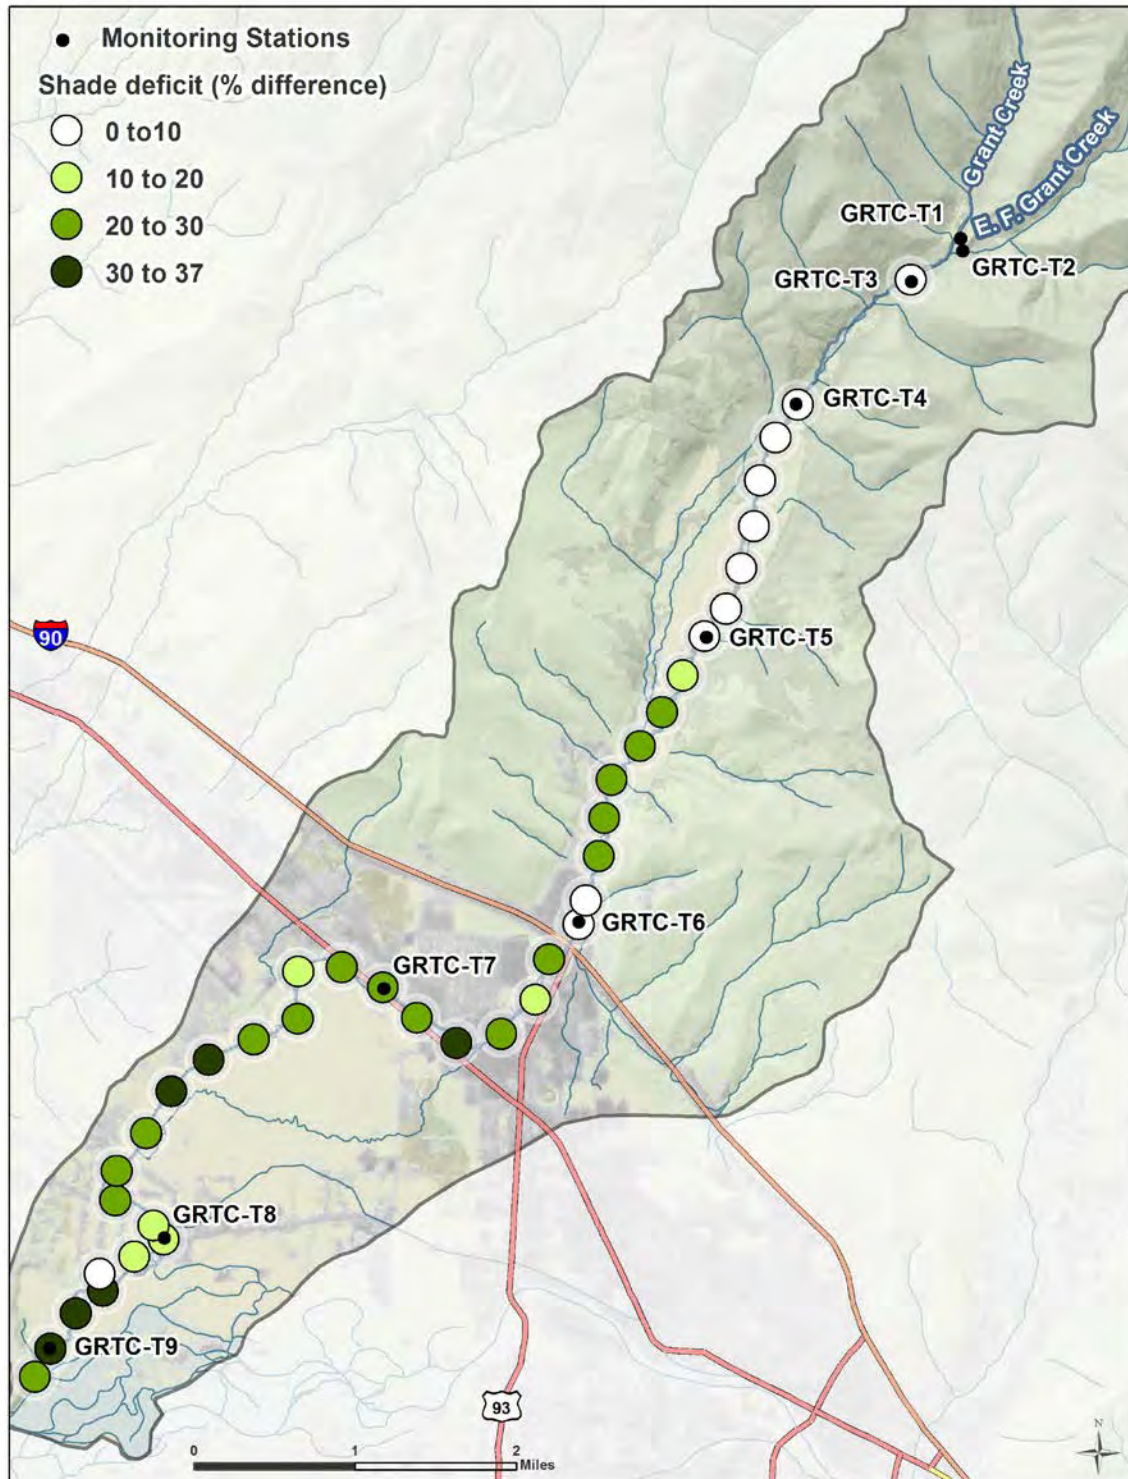 Monitoring Stations
Shade deficit (% difference)
0 to10
10 to 20
20 to 30
30 to 37
Grant Creek
E. F. Grant Creek
GRTC-T1
GRTC-T2
GRTC-T3
GRTC-T4
90
GRTC-T5
GRTC-T6
GRTC-T7
GRTC-T8
GRTC-T9
93
N
0 1 2
Miles